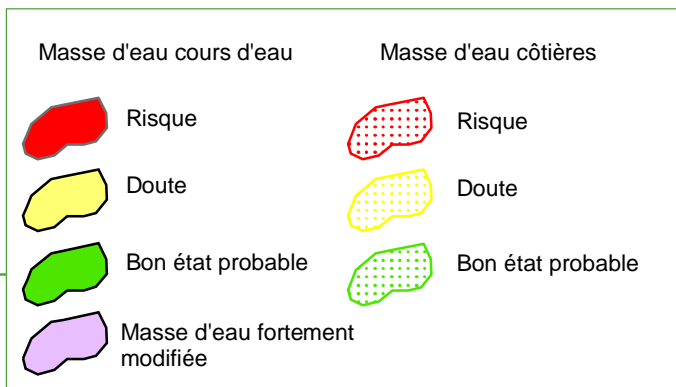 Masse d'eau cours d'eau
Risque
Doute
Bon état probable
Masse d'eau fortement
modifiée
Masse d'eau côtières
Risque
Doute
Bon état probable